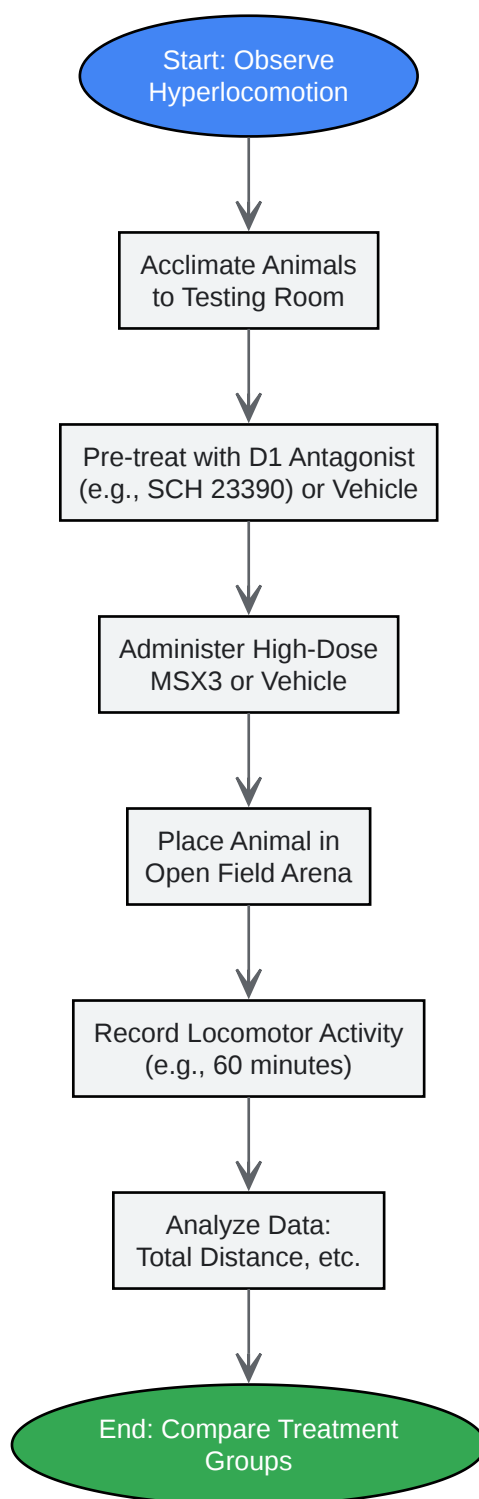 Start: Observe
Hyperlocomotion
Acclimate Animals
to Testing Room
Pre-treat with D1 Antagonist
(e.g., SCH 23390) or Vehicle
Administer High-Dose
MSX3 or Vehicle
Place Animal in
Open Field Arena
Record Locomotor Activity
(e.g., 60 minutes)
Analyze Data:
Total Distance, etc.
End: Compare Treatment
Groups